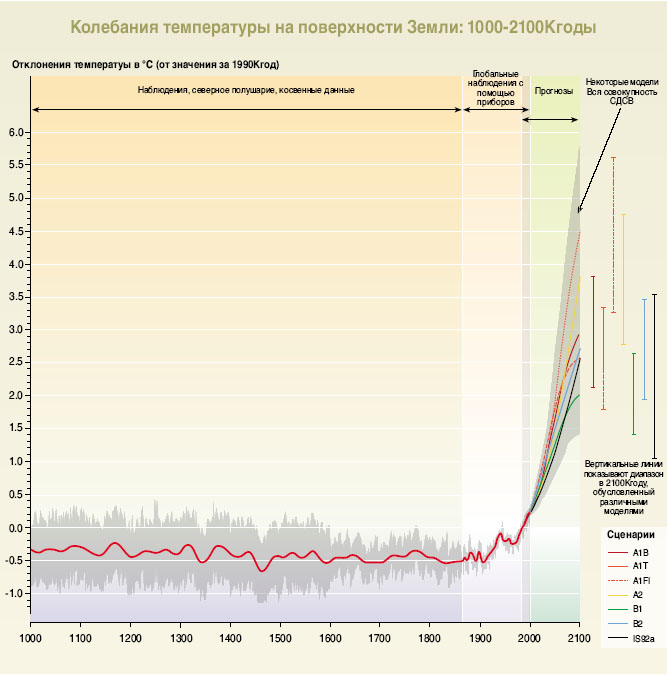 Колебания температуры на поверхности Земли: 1000-2100Кгоды
Отклонения температуы в °С (от значения за 1990Кгод)
Наблюдения, северное полушарие, косвенные данные
Глобальные
наблюдения с
помощью
приборов
Прогнозы
Некоторые модели
Вся совокупность
СДСВ
6.0
5.5
5.0
4.5
4.0
3.5
3.0
2.5
2.0
1.5
1.0
0.5
0.0
-0.5
-1.0
1000
1100
1200
1300
1400
1500
1600
1700
1800
1900
2000
2100
Вертикальные линии
показывают диапазон
в 2100Кгоду,
обусловленный
различными
моделями
Сценарии
A1B
A1T
A1FI
A2
B1
B2
IS92a